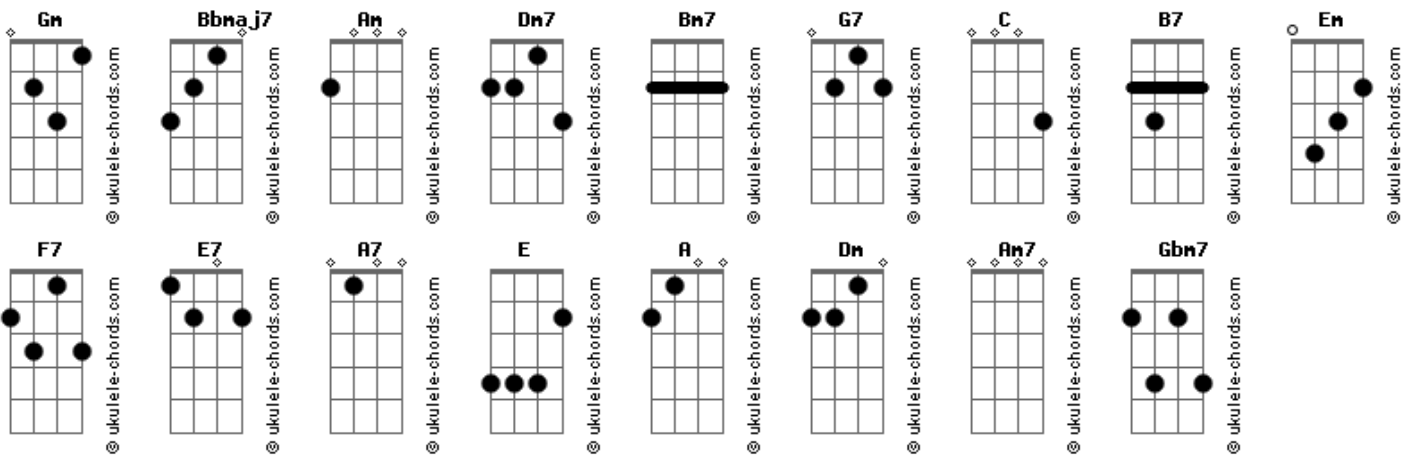 Gm Bbmaj7 Am Dm7 Bm7 G7 C B7 Em
© ukulele-chords.com © ukulele-chords.com © ukulele-chords.com © ukulele-chords.com © ukulele-chords.com © ukulele-chords.com © ukulele-chords.com © ukulele-chords.com © ukulele-chords.com
F7 E7 A7 E A Dm Am7 Gbm7
© ukulele-chords.com © ukulele-chords.com © ukulele-chords.com © ukulele-chords.com © ukulele-chords.com © ukulele-chords.com © ukulele-chords.com © ukulele-chords.com